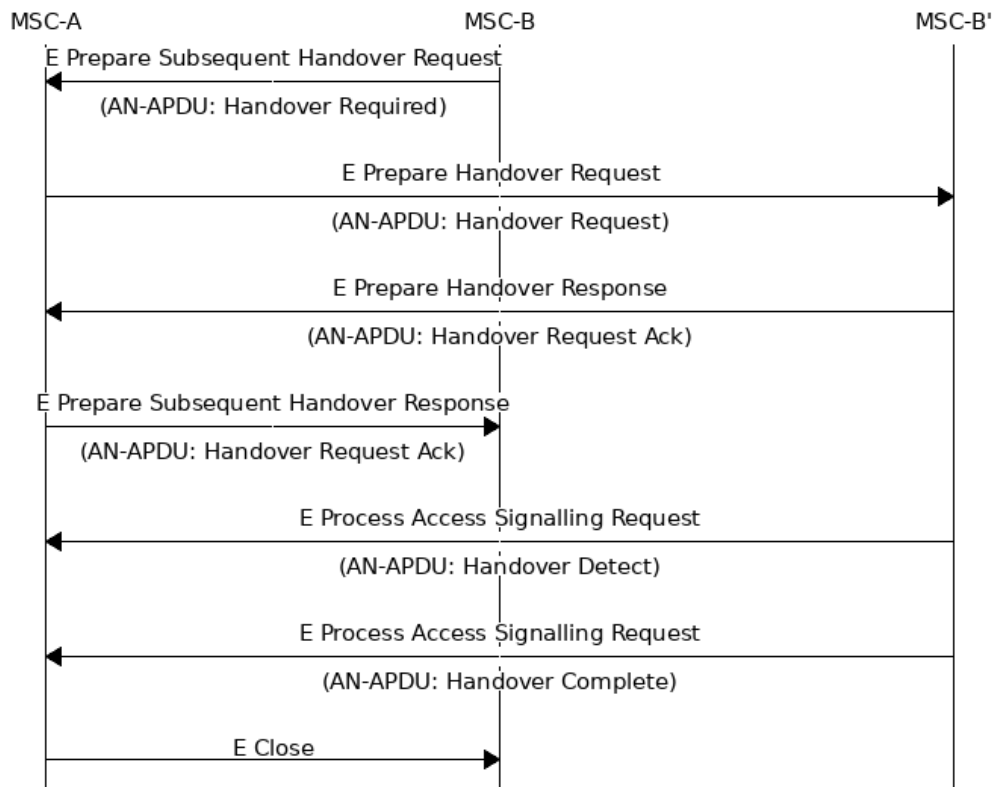 MSC-A MSC-B MSC-B'
E Prepare Subsequent Handover Request
(AN-APDU: Handover Required)
E Prepare Handover Request
(AN-APDU: Handover Request)
E Prepare Handover Response
(AN-APDU: Handover Request Ack)
E Prepare Subsequent Handover Response
(AN-APDU: Handover Request Ack)
E Process Access Signalling Request
(AN-APDU: Handover Detect)
E Process Access Signalling Request
(AN-APDU: Handover Complete)
E Close